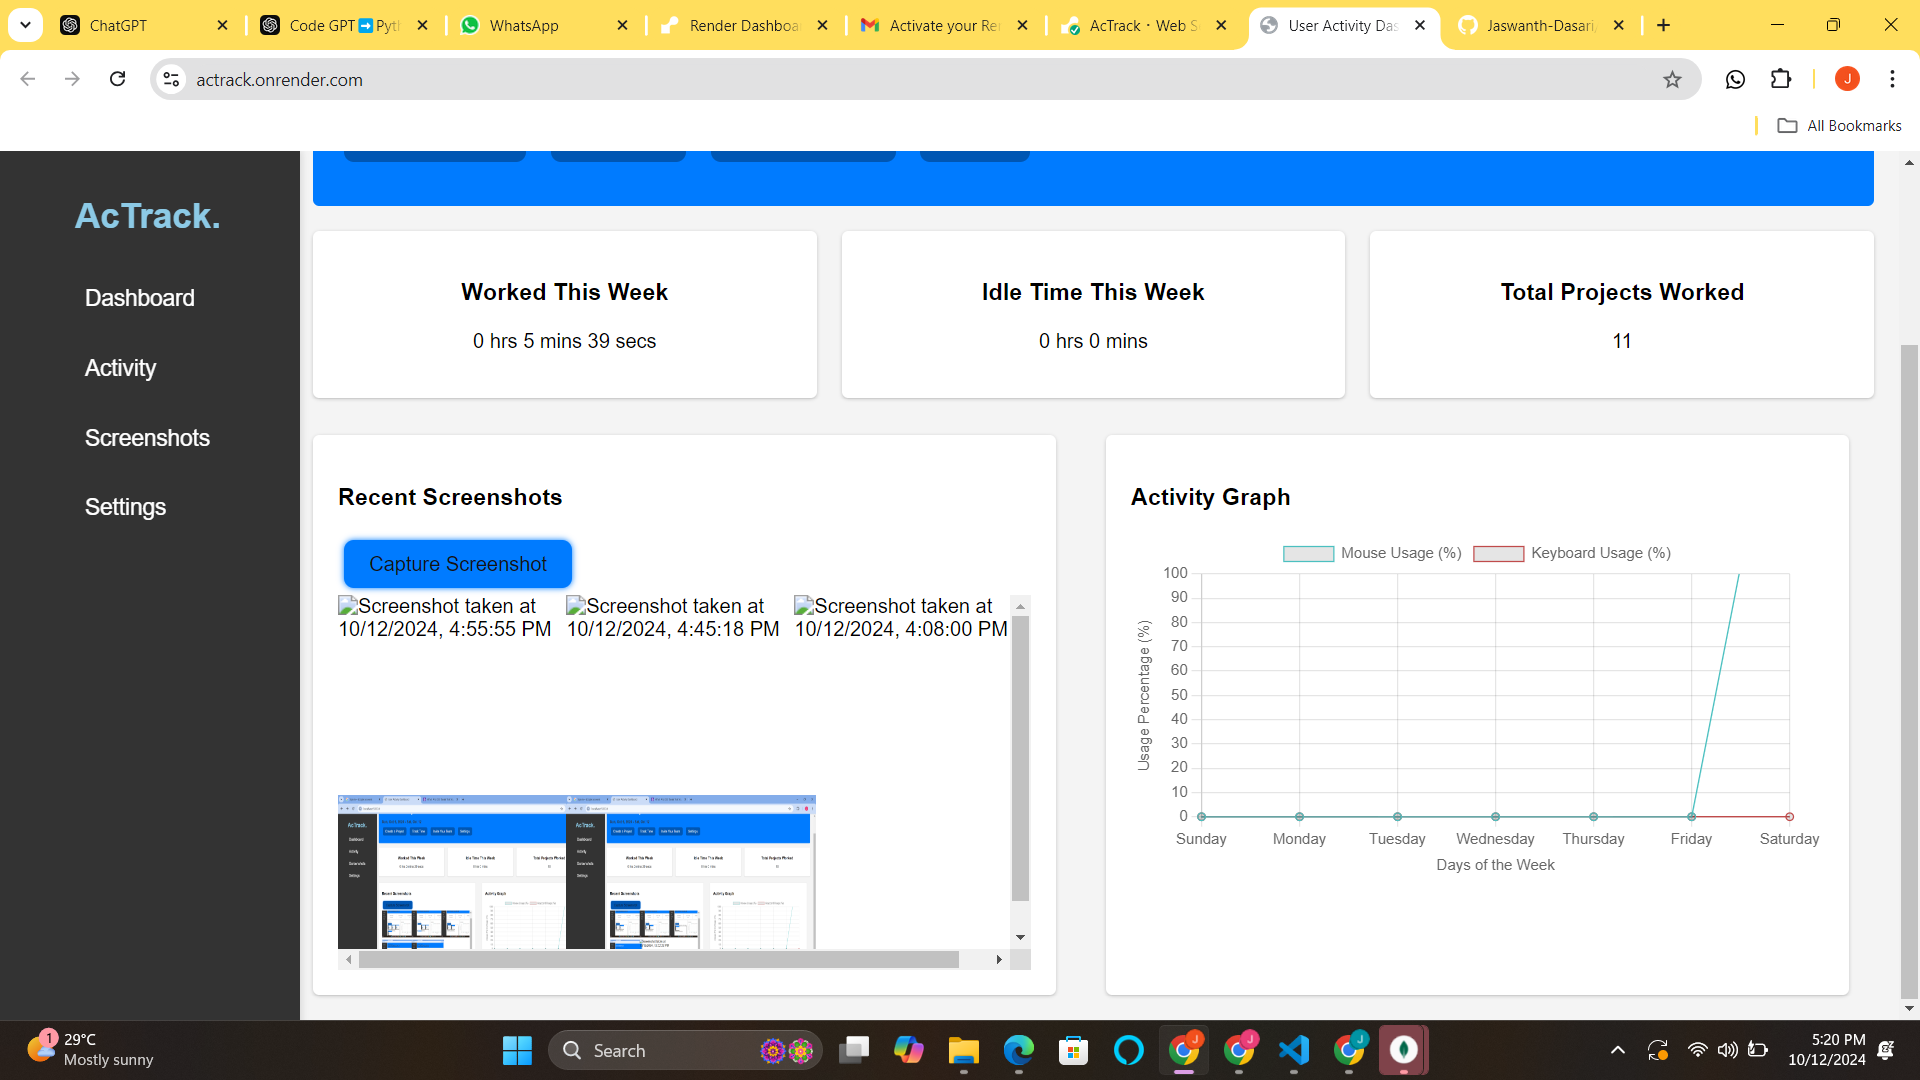 ChatGPT
Code GPT➡️Pyth
WhatsApp
Render Dashboa
Activate your Re
AcTrack · Web S
User Activity Das
Jaswanth-Dasari/
actrack.onrender.com
J
All Bookmarks
AcTrack.
Dashboard
Activity
Screenshots
Settings
Worked This Week
0 hrs 5 mins 39 secs
Idle Time This Week
0 hrs 0 mins
Total Projects Worked
11
Recent Screenshots
Capture Screenshot
Screenshot taken at
10/12/2024, 4:55:55 PM
Screenshot taken at
10/12/2024, 4:45:18 PM
Screenshot taken at
10/12/2024, 4:08:00 PM
AcTrack.
AcTrack.
Activity Graph
Mouse Usage (%)
Keyboard Usage (%)
100
90
80
70
60
50
40
30
20
10
0
Usage Percentage (%)
Sunday
Monday
Tuesday
Wednesday
Thursday
Friday
Saturday
Days of the Week
1
29°C
Mostly sunny
Search
J
J
J
5:20 PM
10/12/2024